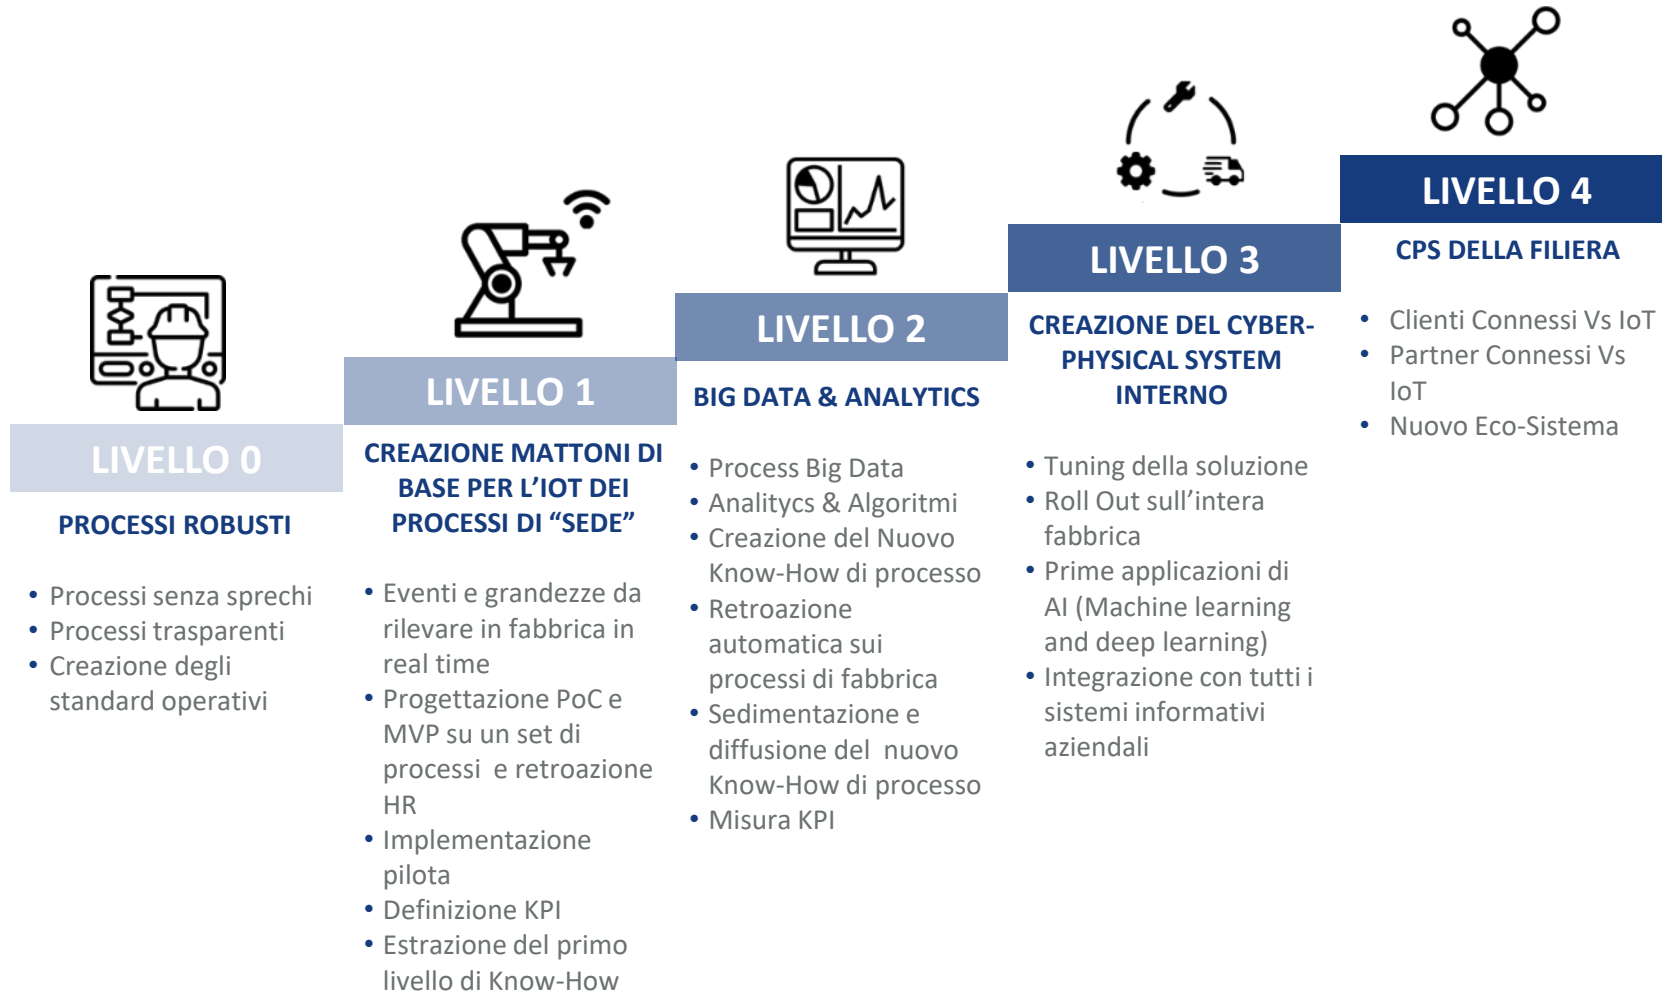 LIVELLO 0
PROCESSI ROBUSTI
• Processi senza sprechi
• Processi trasparenti
• Creazione degli
standard operativi
LIVELLO 1
CREAZIONE MATTONI DI
BASE PER L’IOT DEI
PROCESSI DI “SEDE”
• Eventi e grandezze da
rilevare in fabbrica in
real time
• Progettazione PoC e
MVP su un set di
processi e retroazione
HR
• Implementazione
pilota
• Definizione KPI
• Estrazione del primo
livello di Know-How
LIVELLO 2
BIG DATA & ANALYTICS
• Process Big Data
• Analitycs & Algoritmi
• Creazione del Nuovo
Know-How di processo
• Retroazione
automatica sui
processi di fabbrica
• Sedimentazione e
diffusione del nuovo
Know-How di processo
• Misura KPI
LIVELLO 3
CREAZIONE DEL CYBER-
PHYSICAL SYSTEM
INTERNO
• Tuning della soluzione
• Roll Out sull’intera
fabbrica
• Prime applicazioni di
AI (Machine learning
and deep learning)
• Integrazione con tutti i
sistemi informativi
aziendali
LIVELLO 4
CPS DELLA FILIERA
• Clienti Connessi Vs IoT
• Partner Connessi Vs
IoT
• Nuovo Eco-Sistema